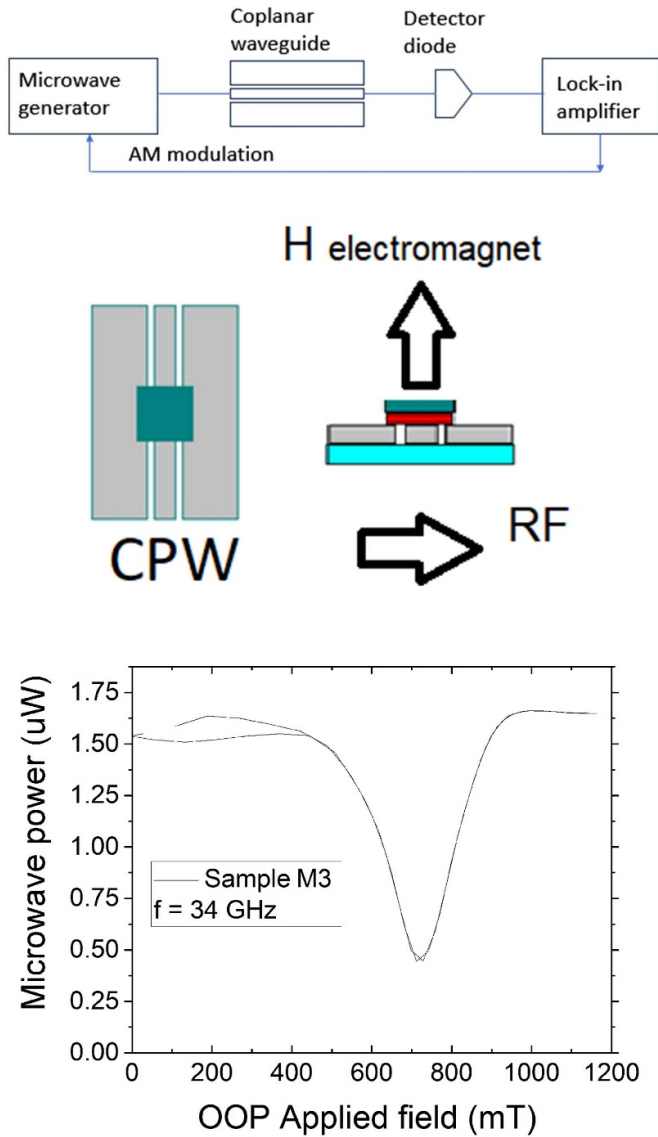 Coplanar
waveguide
Detector
diode
Microwave
generator
Lock-in
amplifier
AM modulation
H electromagnet
CPW
RF
Microwave power (uW)
1.75
1.50
1.25
1.00
0.75
0.50
0.25
0.00
Sample M3
f = 34 GHz
0 200 400 600 800 1000 1200
OOP Applied field (mT)